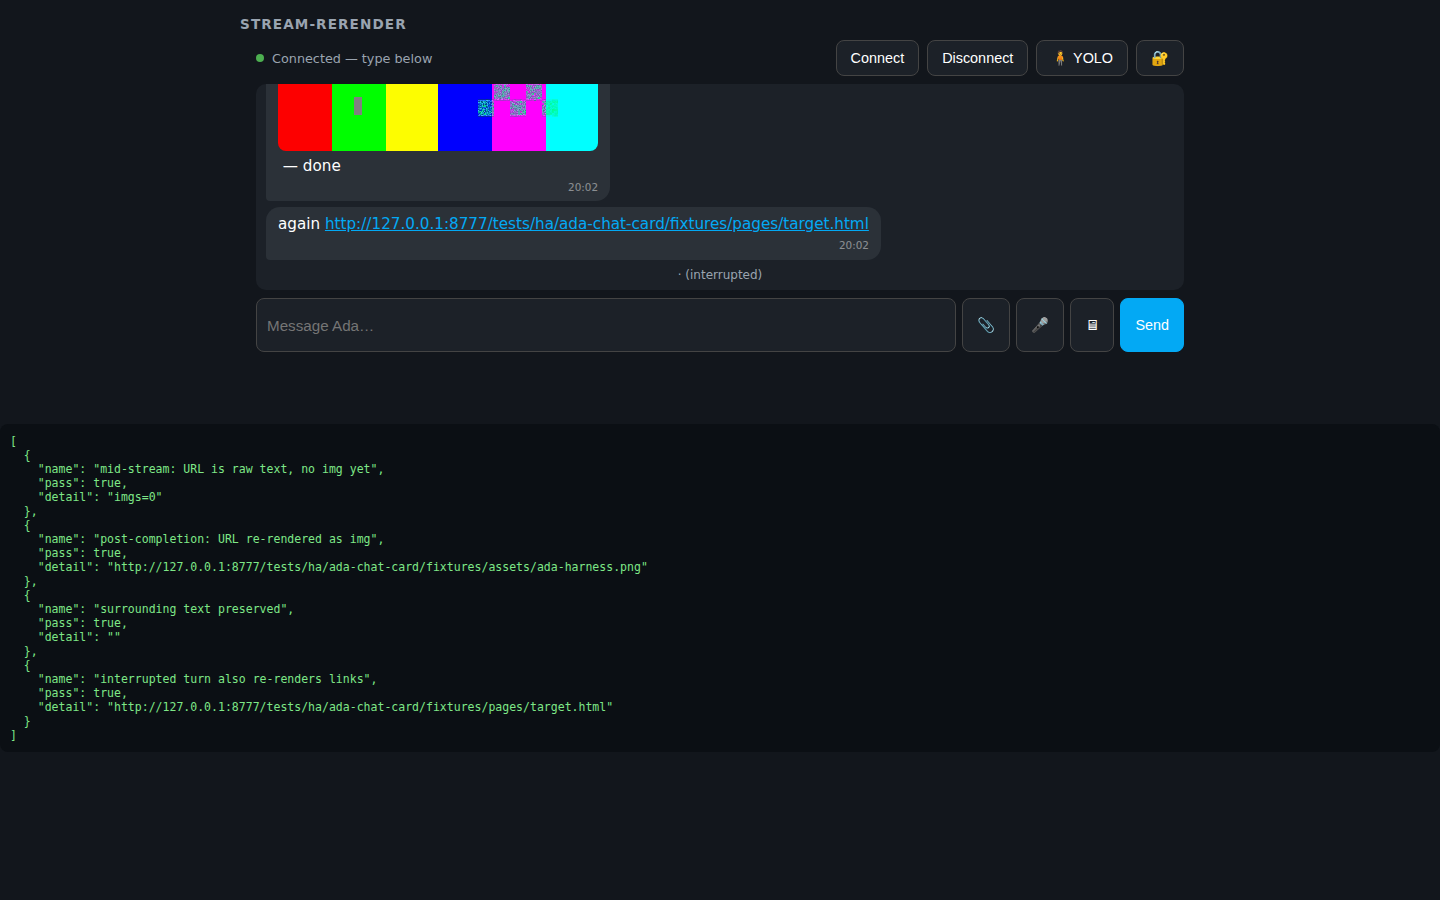 STREAM-RERENDER
Connected — type below
Connect
Disconnect
YOLO
— done
20:02
again http://127.0.0.1:8777/tests/ha/ada-chat-card/fixtures/pages/target.html
20:02
· (interrupted)
Message Ada…
Send
[
  {
    "name": "mid-stream: URL is raw text, no img yet",
    "pass": true,
    "detail": "imgs=0"
  },
  {
    "name": "post-completion: URL re-rendered as img",
    "pass": true,
    "detail": "http://127.0.0.1:8777/tests/ha/ada-chat-card/fixtures/assets/ada-harness.png"
  },
  {
    "name": "surrounding text preserved",
    "pass": true,
    "detail": ""
  },
  {
    "name": "interrupted turn also re-renders links",
    "pass": true,
    "detail": "http://127.0.0.1:8777/tests/ha/ada-chat-card/fixtures/pages/target.html"
  }
]